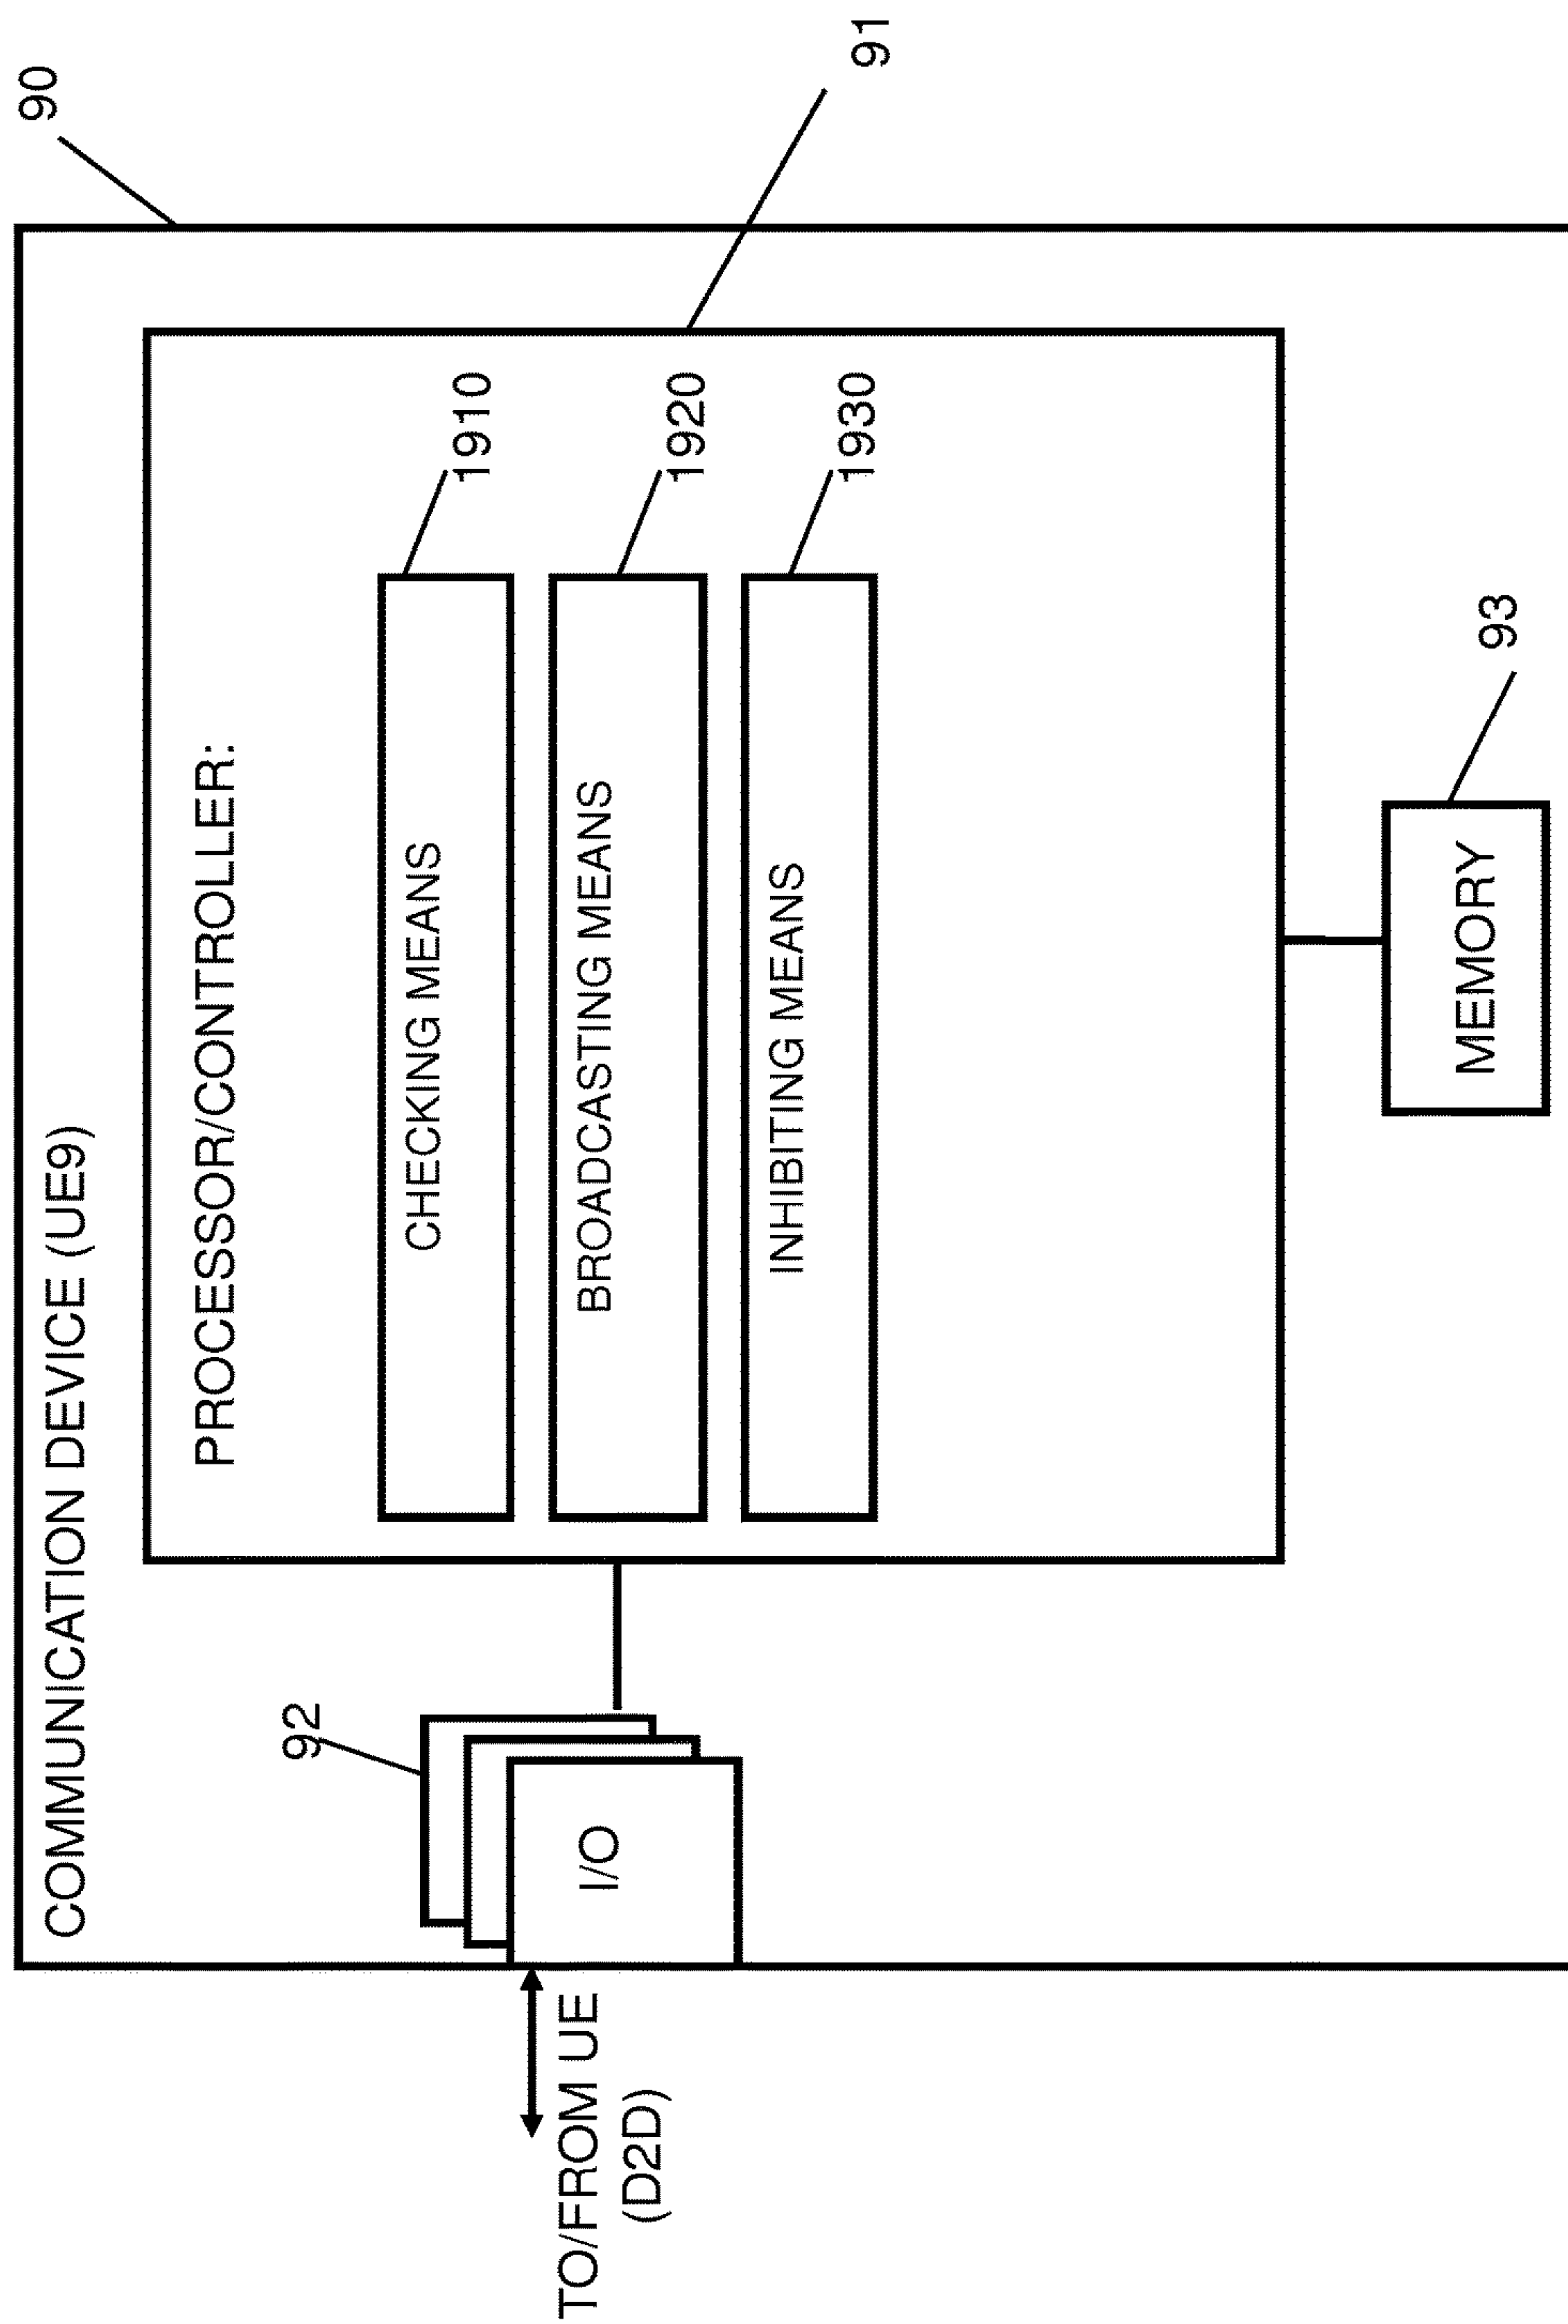 90
COMMUNICATION DEVICE (UE9)
91
PROCESSOR/CONTROLLER:
92
1910
CHECKING MEANS
1920
BROADCASTING MEANS
1930
INHIBITING MEANS
I/O
TO/FROM UE
(D2D)
93
MEMORY